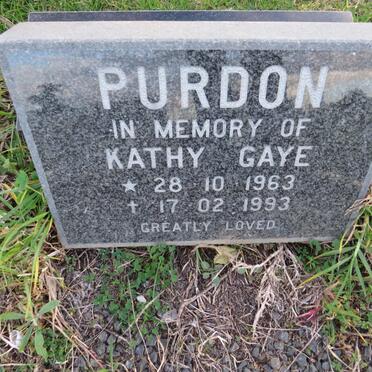 PURDON
IN MEMORY OF
KATHY GAYE
★ 28 10 1963
† 17 02 1993
GREATLY LOVED